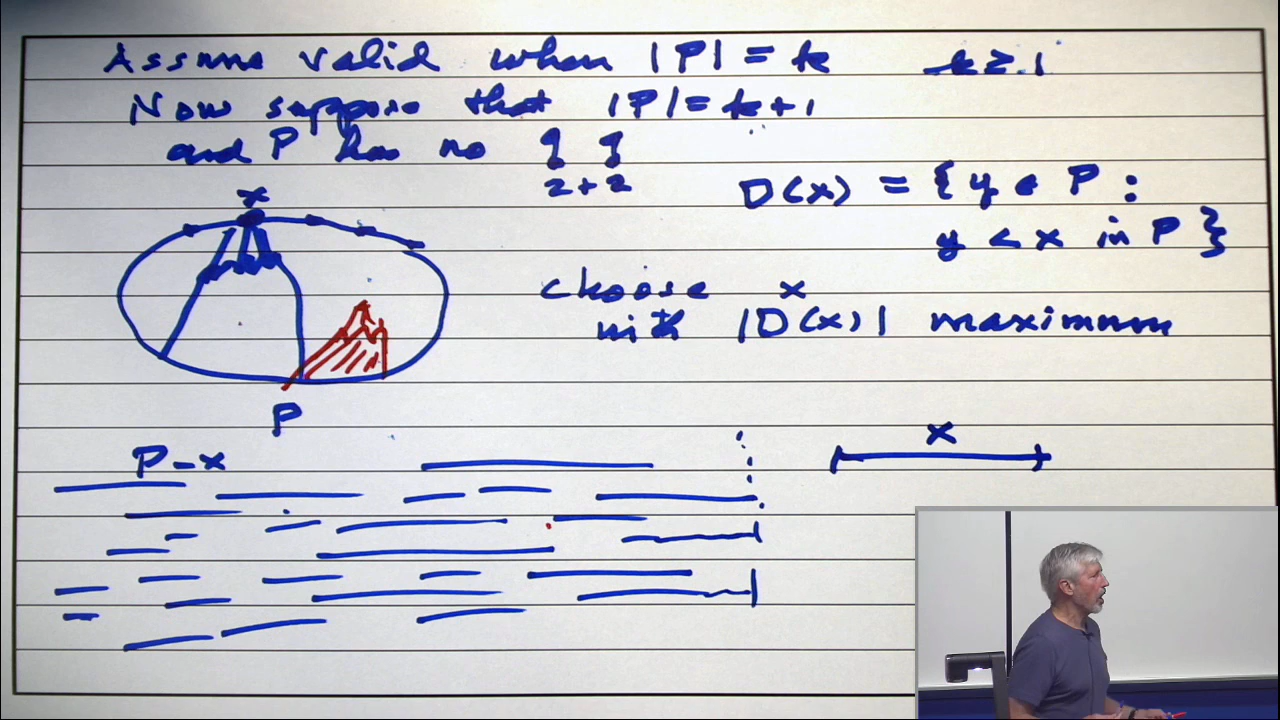 Assume valid when |P| = k k ≥ 1
Now suppose that |P| = k+1
and P has no
2+2
D(x) = { y ∈ P :
y < x in P }
x
choose x
with |D(x)| maximum
P
P - x
x